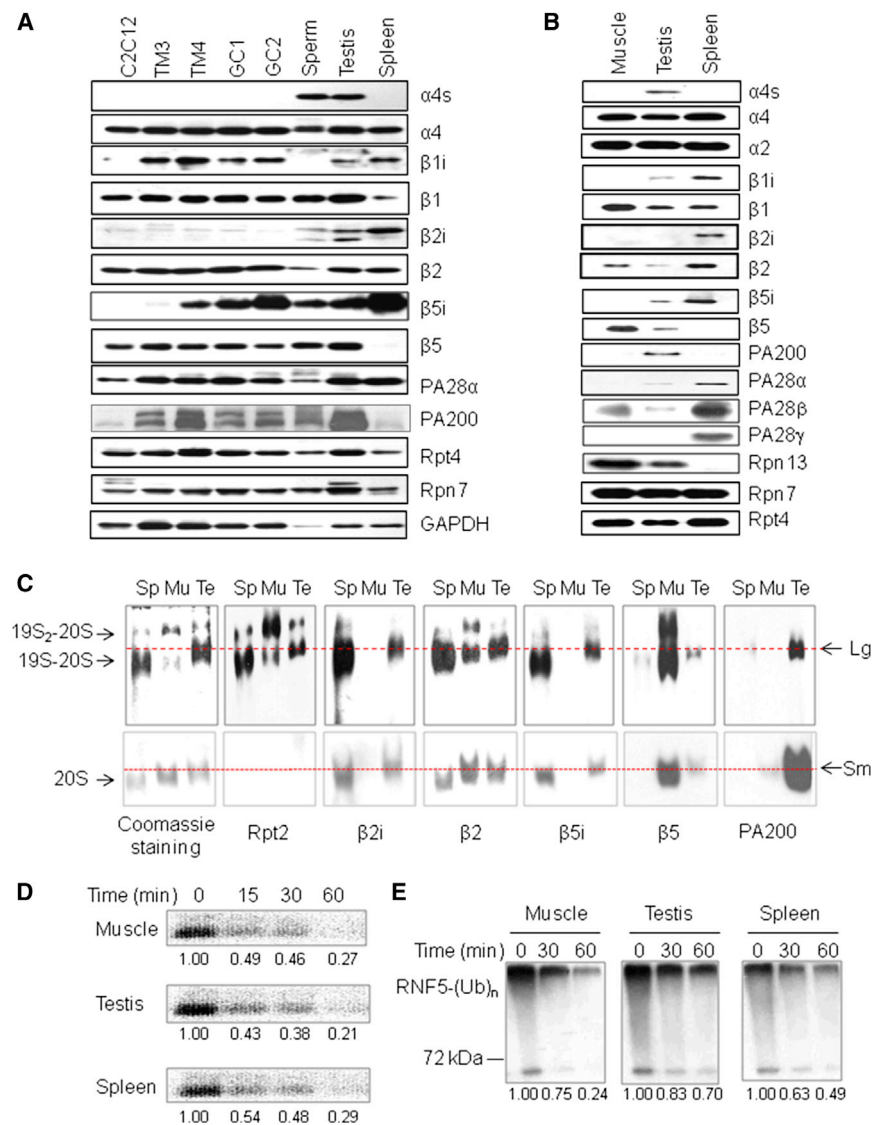 A
C2C12 TM3 TM4 GC1 GC2 Sperm Testis Spleen
α4s
α4
β1i
β1
β2i
β2
β5i
β5
PA28α
PA200
Rpt4
Rpn7
GAPDH
B
Muscle Testis Spleen
α4s
α4
α2
β1i
β1
β2i
β2
β5i
β5
PA200
PA28α
PA28β
PA28γ
Rpn13
Rpn7
Rpt4
C
Sp Mu Te Sp Mu Te Sp Mu Te Sp Mu Te Sp Mu Te Sp Mu Te Sp Mu Te
19S₂-20S
19S-20S
Lg
20S
Sm
Coomassie staining
Rpt2 β2i β2 β5i β5 PA200
D
Time (min) 0 15 30 60
Muscle
1.00 0.49 0.46 0.27
Testis
1.00 0.43 0.38 0.21
Spleen
1.00 0.54 0.48 0.29
E
Muscle Testis Spleen
Time (min) 0 30 60 0 30 60 0 30 60
RNF5-(Ub)ₙ
72 kDa
1.00 0.75 0.24 1.00 0.83 0.70 1.00 0.63 0.49